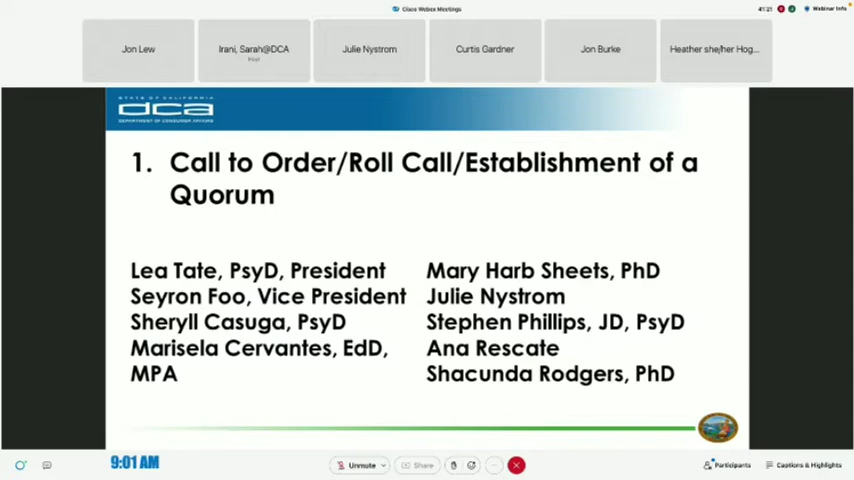 Cisco Webex Meetings
Webinar Info
Jon Lew
Irani, Sarah@DCA
Host
Julie Nystrom
Curtis Gardner
Jon Burke
Heather she/her Hog...
STATE OF CALIFORNIA
dca
DEPARTMENT OF CONSUMER AFFAIRS
1. Call to Order/Roll Call/Establishment of a
Quorum
Lea Tate, PsyD, President
Seyron Foo, Vice President
Sheryll Casuga, PsyD
Marisela Cervantes, EdD,
MPA
Mary Harb Sheets, PhD
Julie Nystrom
Stephen Phillips, JD, PsyD
Ana Rescate
Shacunda Rodgers, PhD
9:01 AM
Unmute
Share
Participants
Captions & Highlights